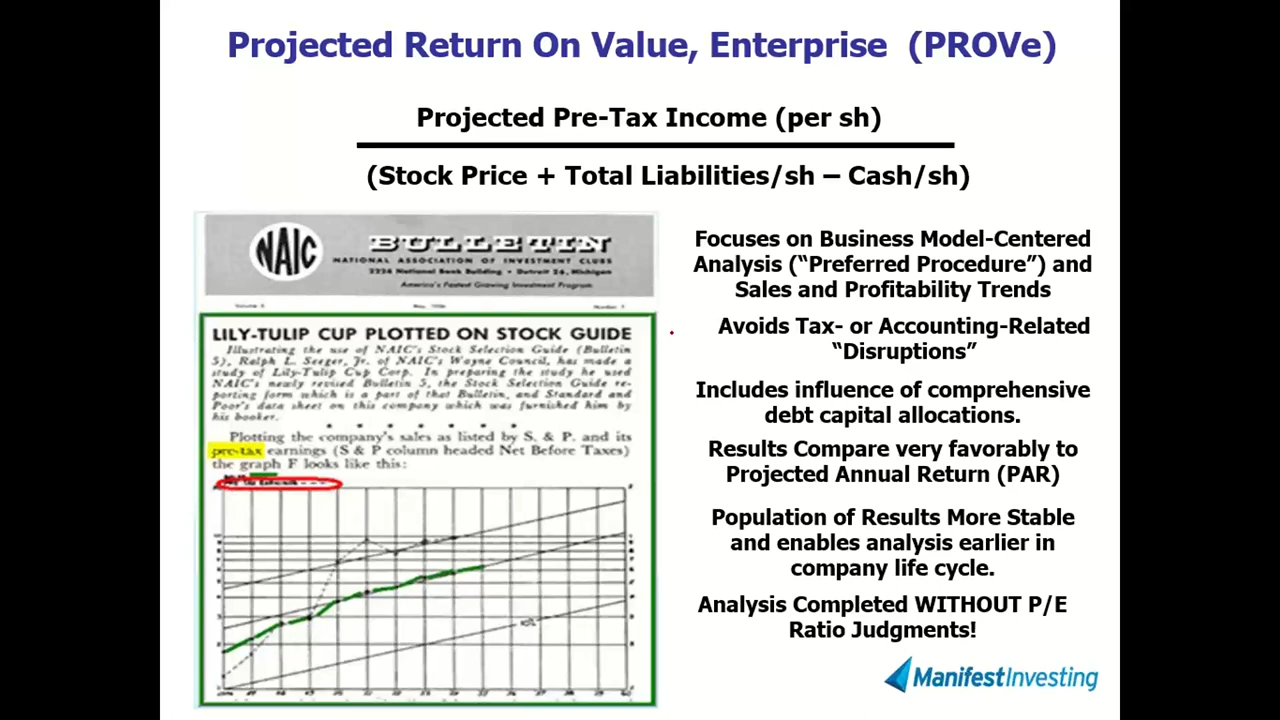 Projected Return On Value, Enterprise (PROVe)
Projected Pre-Tax Income (per sh)
(Stock Price + Total Liabilities/sh – Cash/sh)
NAIC
BULLETIN
NATIONAL ASSOCIATION OF INVESTMENT CLUBS
2224 National Bank Building • Detroit 26, Michigan
America's Fastest Growing Investment Program
LILY-TULIP CUP PLOTTED ON STOCK GUIDE
Illustrating the use of NAIC's Stock Selection Guide (Bulletin
5), Ralph L. Seeger, Jr. of NAIC's Wayne Council, has made a
study of Lily-Tulip Cup Corp. In preparing the study he used
NAIC's newly revised Bulletin 5, the Stock Selection Guide re-
porting form which is a part of that Bulletin, and Standard and
Poor's data sheet on this company which was furnished him by
his booker.
Plotting the company's sales as listed by S. & P. and its
pre-tax earnings (S & P column headed Net Before Taxes)
the graph F looks like this:
Focuses on Business Model-Centered
Analysis (“Preferred Procedure”) and
Sales and Profitability Trends
Avoids Tax- or Accounting-Related
“Disruptions”
Includes influence of comprehensive
debt capital allocations.
Results Compare very favorably to
Projected Annual Return (PAR)
Population of Results More Stable
and enables analysis earlier in
company life cycle.
Analysis Completed WITHOUT P/E
Ratio Judgments!
ManifestInvesting